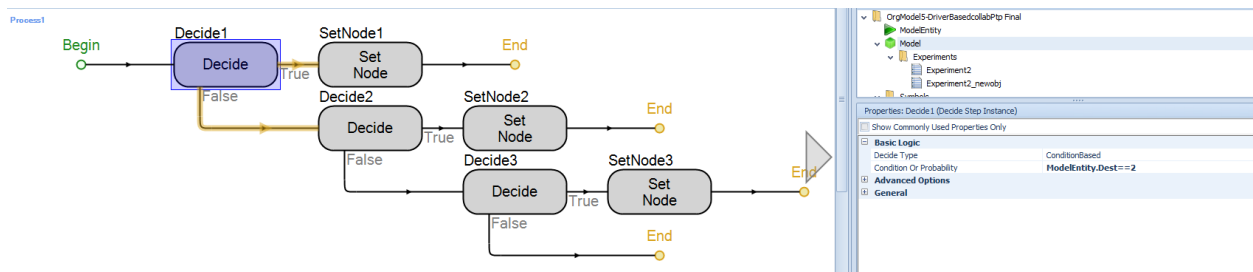 Process1
Begin
Decide1
Decide
True
False
SetNode1
Set
Node
End
Decide2
Decide
True
False
SetNode2
Set
Node
End
Decide3
Decide
True
False
SetNode3
Set
Node
End
End
OrgModel5-DriverBasedcollabPtp Final
ModelEntity
Model
Experiments
Experiment2
Experiment2_newobj
Properties: Decide1 (Decide Step Instance)
Show Commonly Used Properties Only
Basic Logic
Decide Type ConditionBased
Condition Or Probability ModelEntity.Dest==2
Advanced Options
General